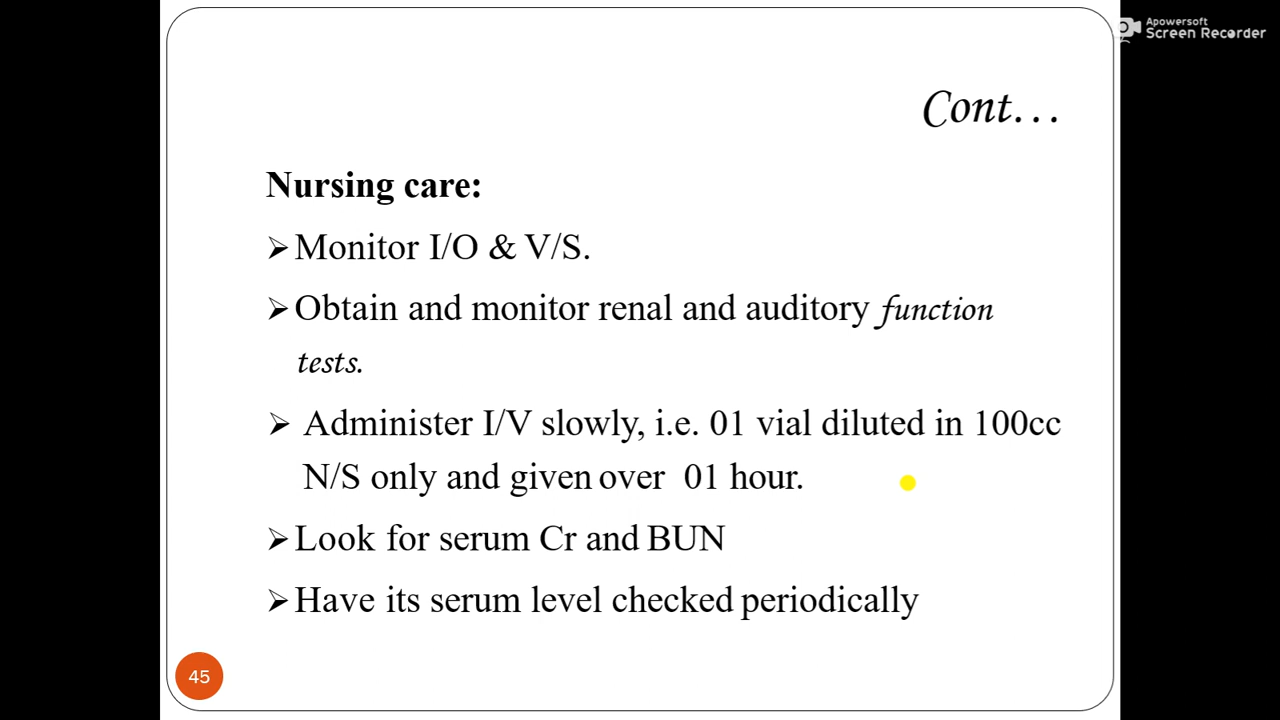 Apowersoft
Screen Recorder
Cont…
Nursing care:
➢Monitor I/O & V/S.
➢Obtain and monitor renal and auditory function
tests.
➢ Administer I/V slowly, i.e. 01 vial diluted in 100cc
N/S only and given over 01 hour.
➢Look for serum Cr and BUN
➢Have its serum level checked periodically
45